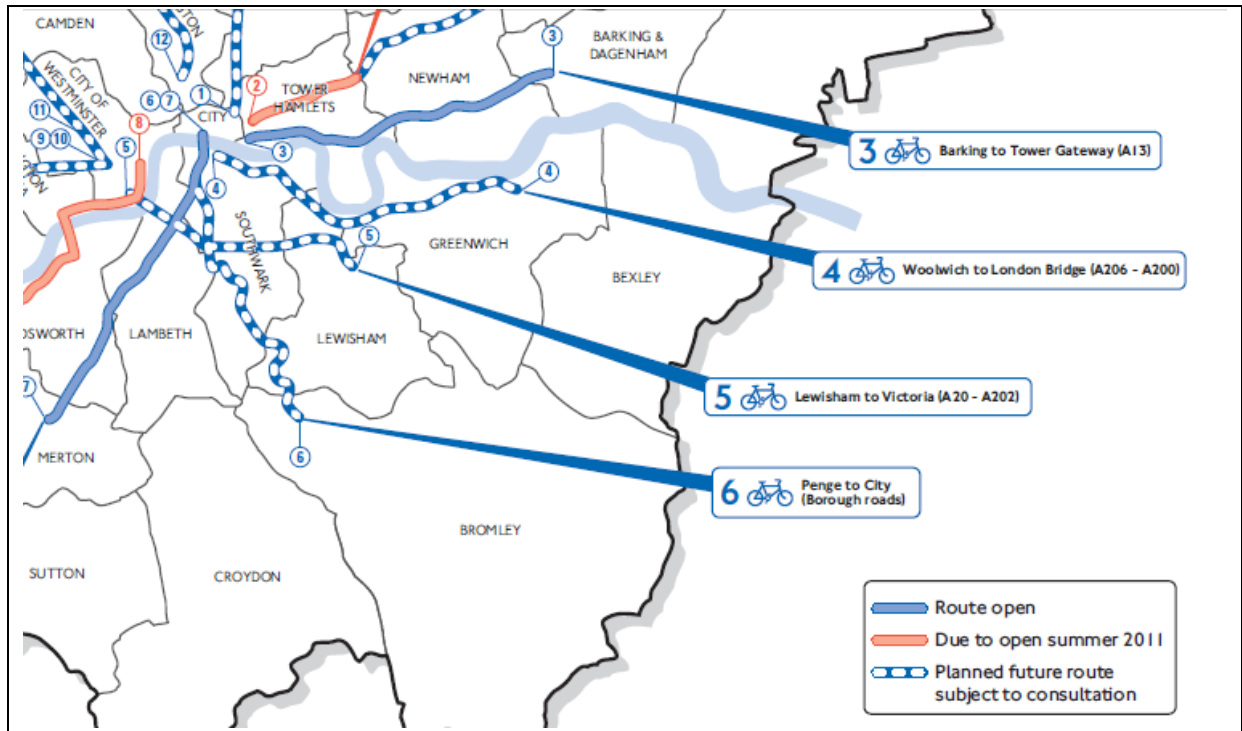 CAMDEN
12
CITY OF
WESTMINSTER
11
9
10
5
8
6
7
1
CITY
2
TOWER
HAMLETS
NEWHAM
3
BARKING &
DAGENHAM
3
3 Barking to Tower Gateway (A13)
4
4
SOUTHWARK
5
GREENWICH
4 Woolwich to London Bridge (A206 - A200)
BEXLEY
DSWORTH
LAMBETH
LEWISHAM
7
5 Lewisham to Victoria (A20 - A202)
MERTON
6
6 Penge to City
(Borough roads)
BROMLEY
SUTTON
CROYDON
Route open
Due to open summer 2011
Planned future route
subject to consultation